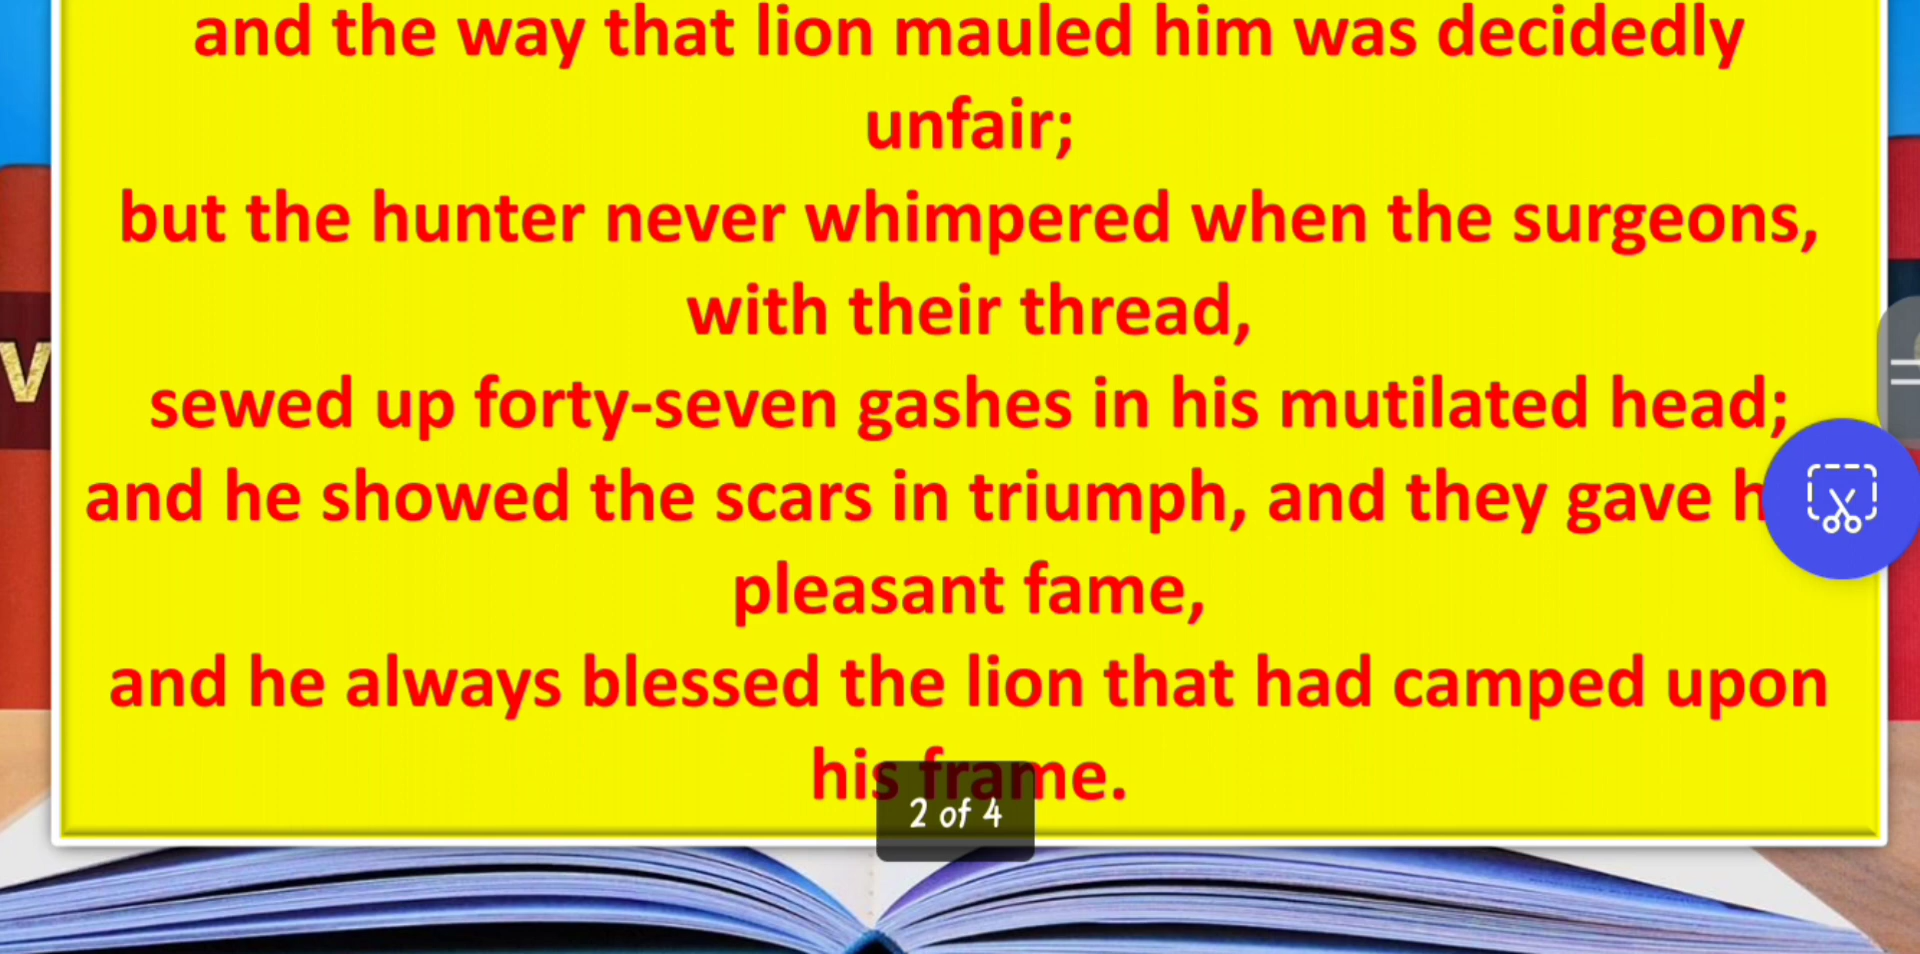 and the way that lion mauled him was decidedly
unfair;
but the hunter never whimpered when the surgeons,
with their thread,
sewed up forty-seven gashes in his mutilated head;
and he showed the scars in triumph, and they gave
pleasant fame,
and he always blessed the lion that had camped upon
his frame.
2 of 4
V